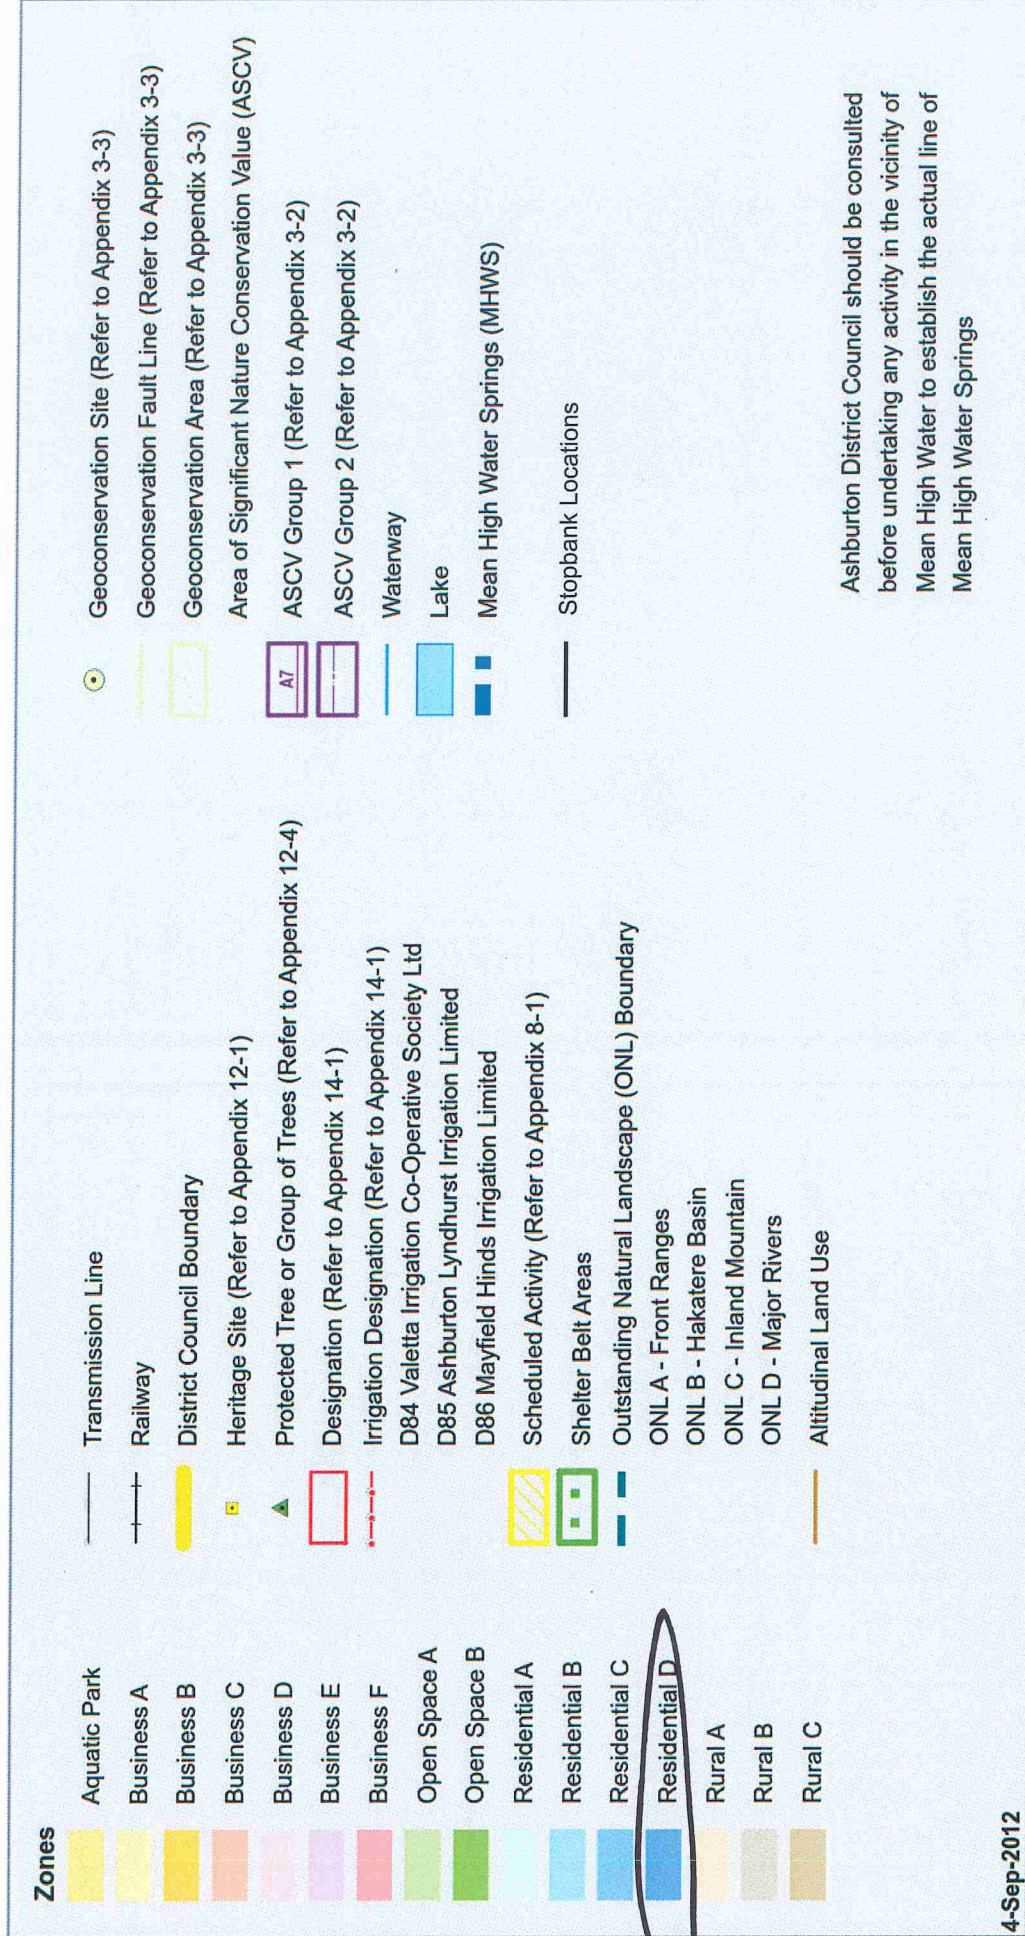 Zones
Aquatic Park
Business A
Business B
Business C
Business D
Business E
Business F
Open Space A
Open Space B
Residential A
Residential B
Residential C
Residential D
Rural A
Rural B
Rural C
Transmission Line
Railway
District Council Boundary
Heritage Site (Refer to Appendix 12-1)
Protected Tree or Group of Trees (Refer to Appendix 12-4)
Designation (Refer to Appendix 14-1)
Irrigation Designation (Refer to Appendix 14-1)
D84 Valetta Irrigation Co-Operative Society Ltd
D85 Ashburton Lyndhurst Irrigation Limited
D86 Mayfield Hinds Irrigation Limited
Scheduled Activity (Refer to Appendix 8-1)
Shelter Belt Areas
Outstanding Natural Landscape (ONL) Boundary
ONL A - Front Ranges
ONL B - Hakatere Basin
ONL C - Inland Mountain
ONL D - Major Rivers
Altitudinal Land Use
Geoconservation Site (Refer to Appendix 3-3)
Geoconservation Fault Line (Refer to Appendix 3-3)
Geoconservation Area (Refer to Appendix 3-3)
Area of Significant Nature Conservation Value (ASCV)
A7
ASCV Group 1 (Refer to Appendix 3-2)
ASCV Group 2 (Refer to Appendix 3-2)
Waterway
Lake
Mean High Water Springs (MHWS)
Stopbank Locations
Ashburton District Council should be consulted
before undertaking any activity in the vicinity of
Mean High Water to establish the actual line of
Mean High Water Springs
4-Sep-2012